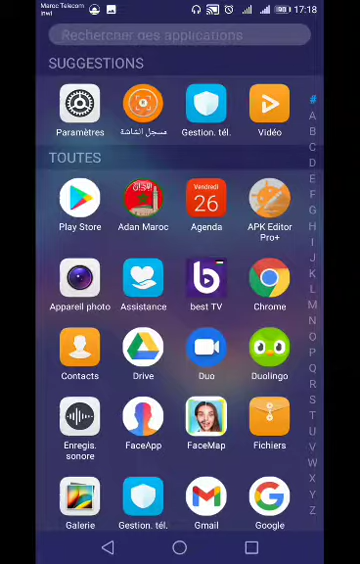 Maroc Telecom
inwi
17:18
Rechercher des applications
SUGGESTIONS
Paramètres
مسجل الشاشة
Gestion. tél.
Vidéo
TOUTES
Play Store
Adan Maroc
Vendredi
26
Agenda
APK Editor
Pro+
Appareil photo
Assistance
best TV
Chrome
Contacts
Drive
Duo
Duolingo
Enregis.
sonore
FaceApp
FaceMap
Fichiers
Galerie
Gestion. tél.
Gmail
Google
#
A
B
C
D
E
F
G
H
I
J
K
L
M
N
O
P
Q
R
S
T
U
V
W
X
Y
Z